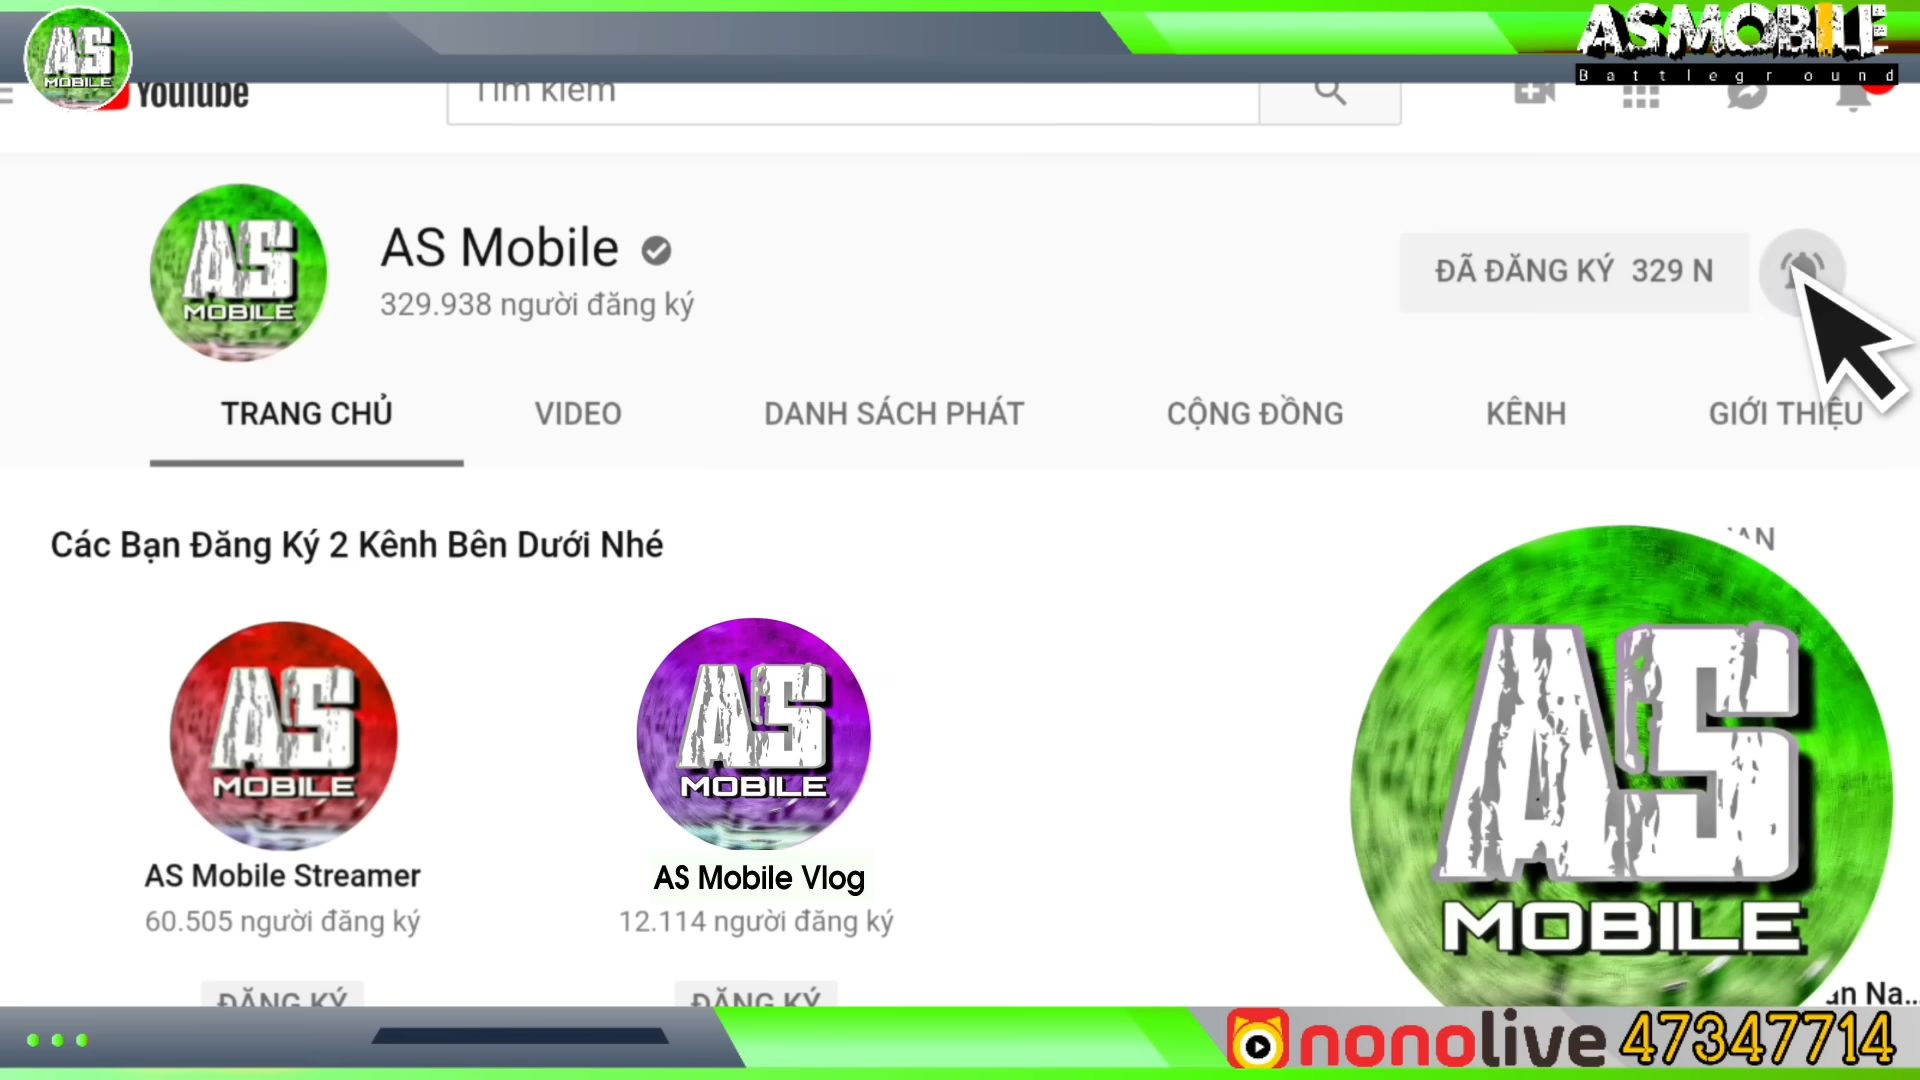 AS
MOBILE
ASMOBILE
Battleground
YouTube
Tìm kiếm
AS
MOBILE
AS Mobile
329.938 người đăng ký
ĐÃ ĐĂNG KÝ 329 N
TRANG CHỦ
VIDEO
DANH SÁCH PHÁT
CỘNG ĐỒNG
KÊNH
GIỚI THIỆU
Các Bạn Đăng Ký 2 Kênh Bên Dưới Nhé
AS
MOBILE
AS Mobile Streamer
60.505 người đăng ký
ĐĂNG KÝ
AS
MOBILE
AS Mobile Vlog
12.114 người đăng ký
ĐĂNG KÝ
AS
MOBILE
nonolive 47347714